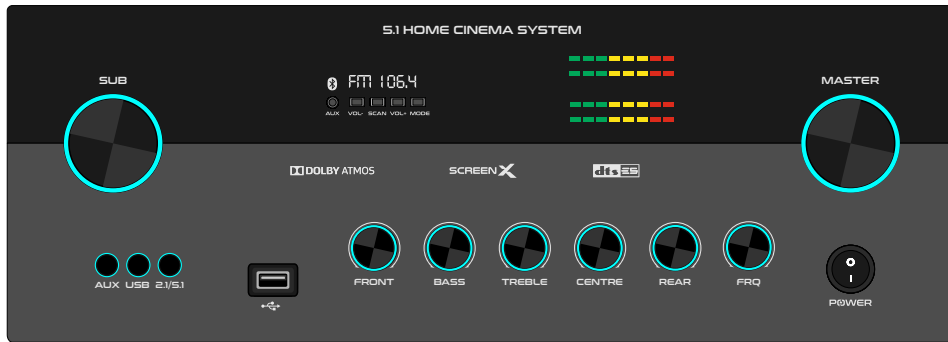 5.1 HOME CINEMA SYSTEM
SUB
MASTER
FM 106.4
AUX VOL- SCAN VOL+ MODE
DOLBY ATMOS
SCREEN X
dts ES
FRONT BASS TREBLE CENTRE REAR FRQ
AUX USB 2.1/5.1
POWER